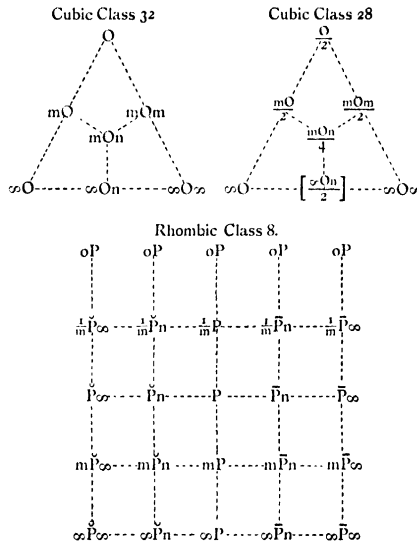 Cubic Class 32 Cubic Class 28
O O/2
mO mOm mO/2 mOm/2
mOn mOn/4
∞O ∞On ∞O∞ ∞O [∞On/2] ∞O∞
Rhombic Class 8.
oP oP oP oP oP
1/m P̆∞ 1/m P̆n 1/m P 1/m P̄n 1/m P̄∞
P̆∞ P̆n P P̄n P̄∞
mP̆∞ mP̆n mP mP̄n mP̄∞
∞P̆∞ ∞P̆n ∞P ∞P̄n ∞P̄∞